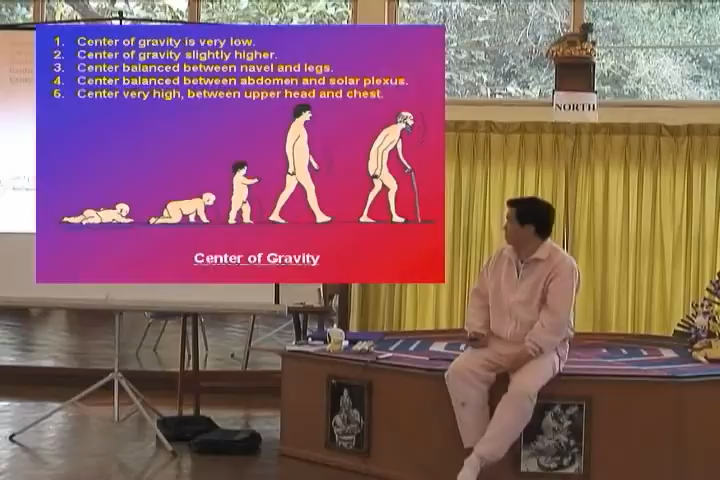 1. Center of gravity is very low.
2. Center of gravity slightly higher.
3. Center balanced between navel and legs.
4. Center balanced between abdomen and solar plexus.
5. Center very high, between upper head and chest.
NORTH
Center of Gravity